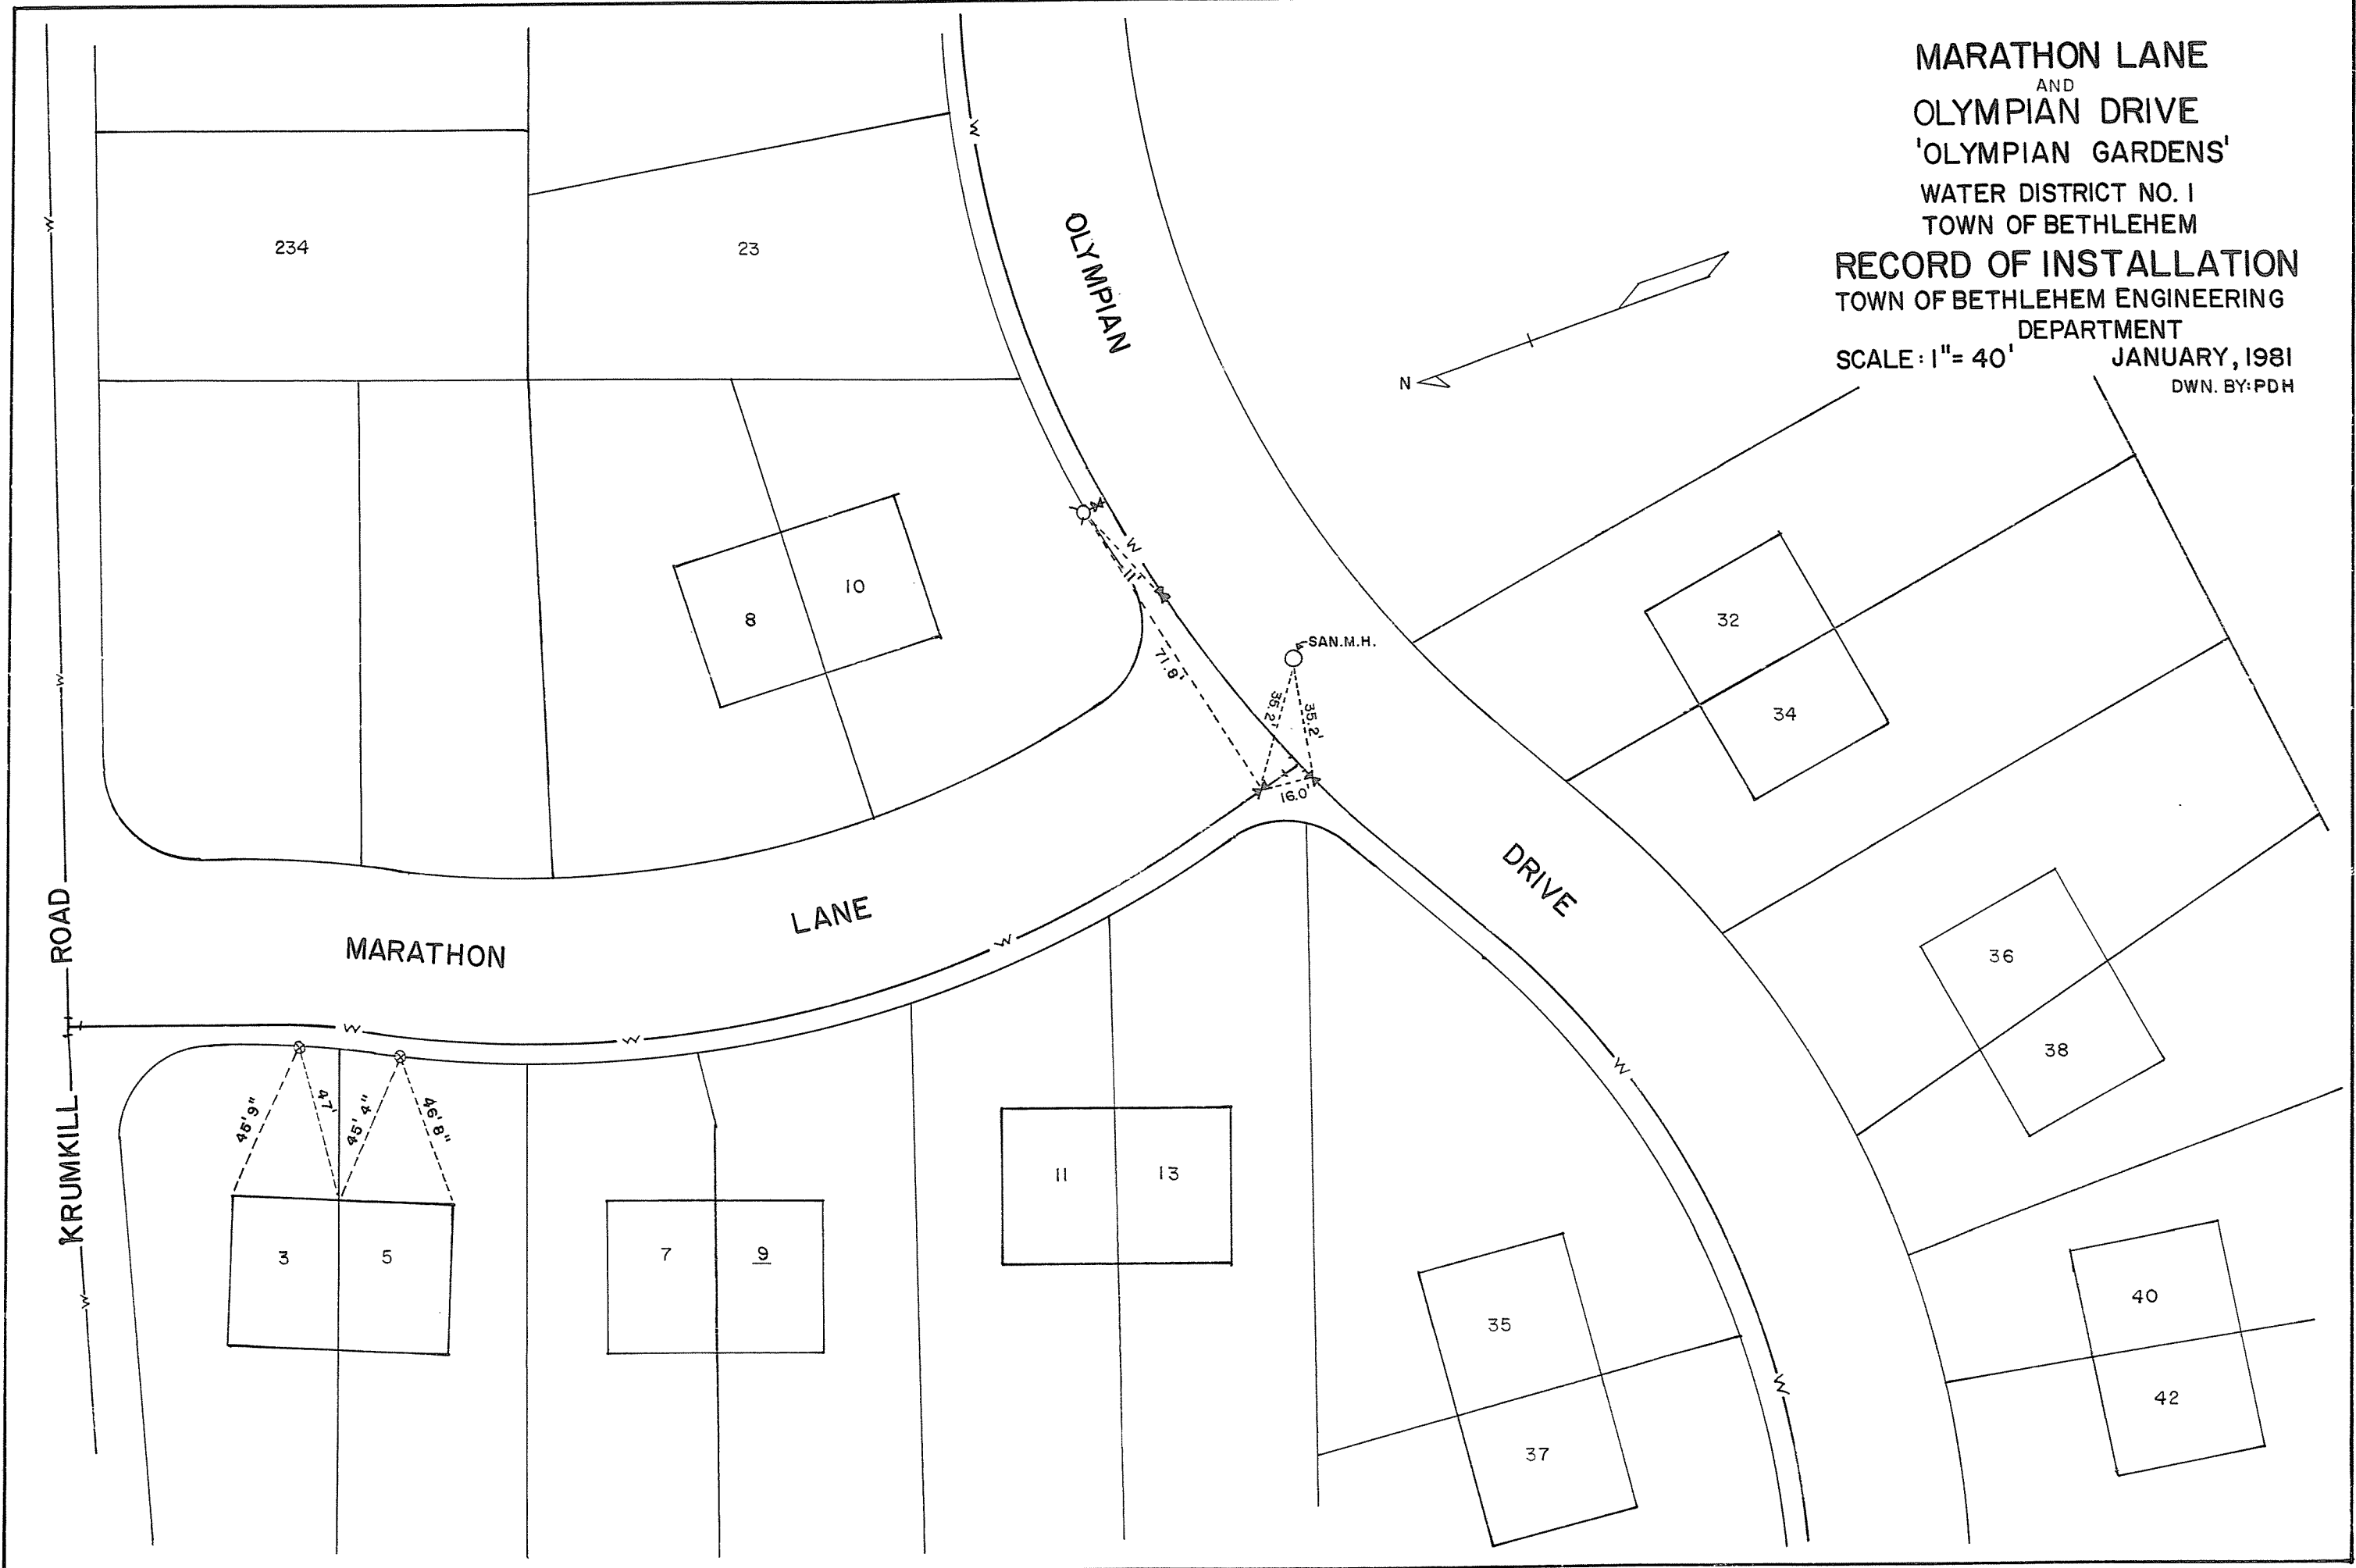 MARATHON LANE
AND
OLYMPIAN DRIVE
'OLYMPIAN GARDENS'
WATER DISTRICT NO. 1
TOWN OF BETHLEHEM
RECORD OF INSTALLATION
TOWN OF BETHLEHEM ENGINEERING
DEPARTMENT
SCALE: 1"= 40'
JANUARY, 1981
DWN. BY: PDH
N
W
W
W
234
23
OLYMPIAN
8
10
W
71.8'
SAN.M.H.
35.2'
35.2'
16.0'
32
34
DRIVE
ROAD
KRUMKILL
MARATHON
LANE
W
W
W
W
36
38
45'9"
47'
45'4"
46'8"
W
3
5
7
9
11
13
35
37
W
40
42